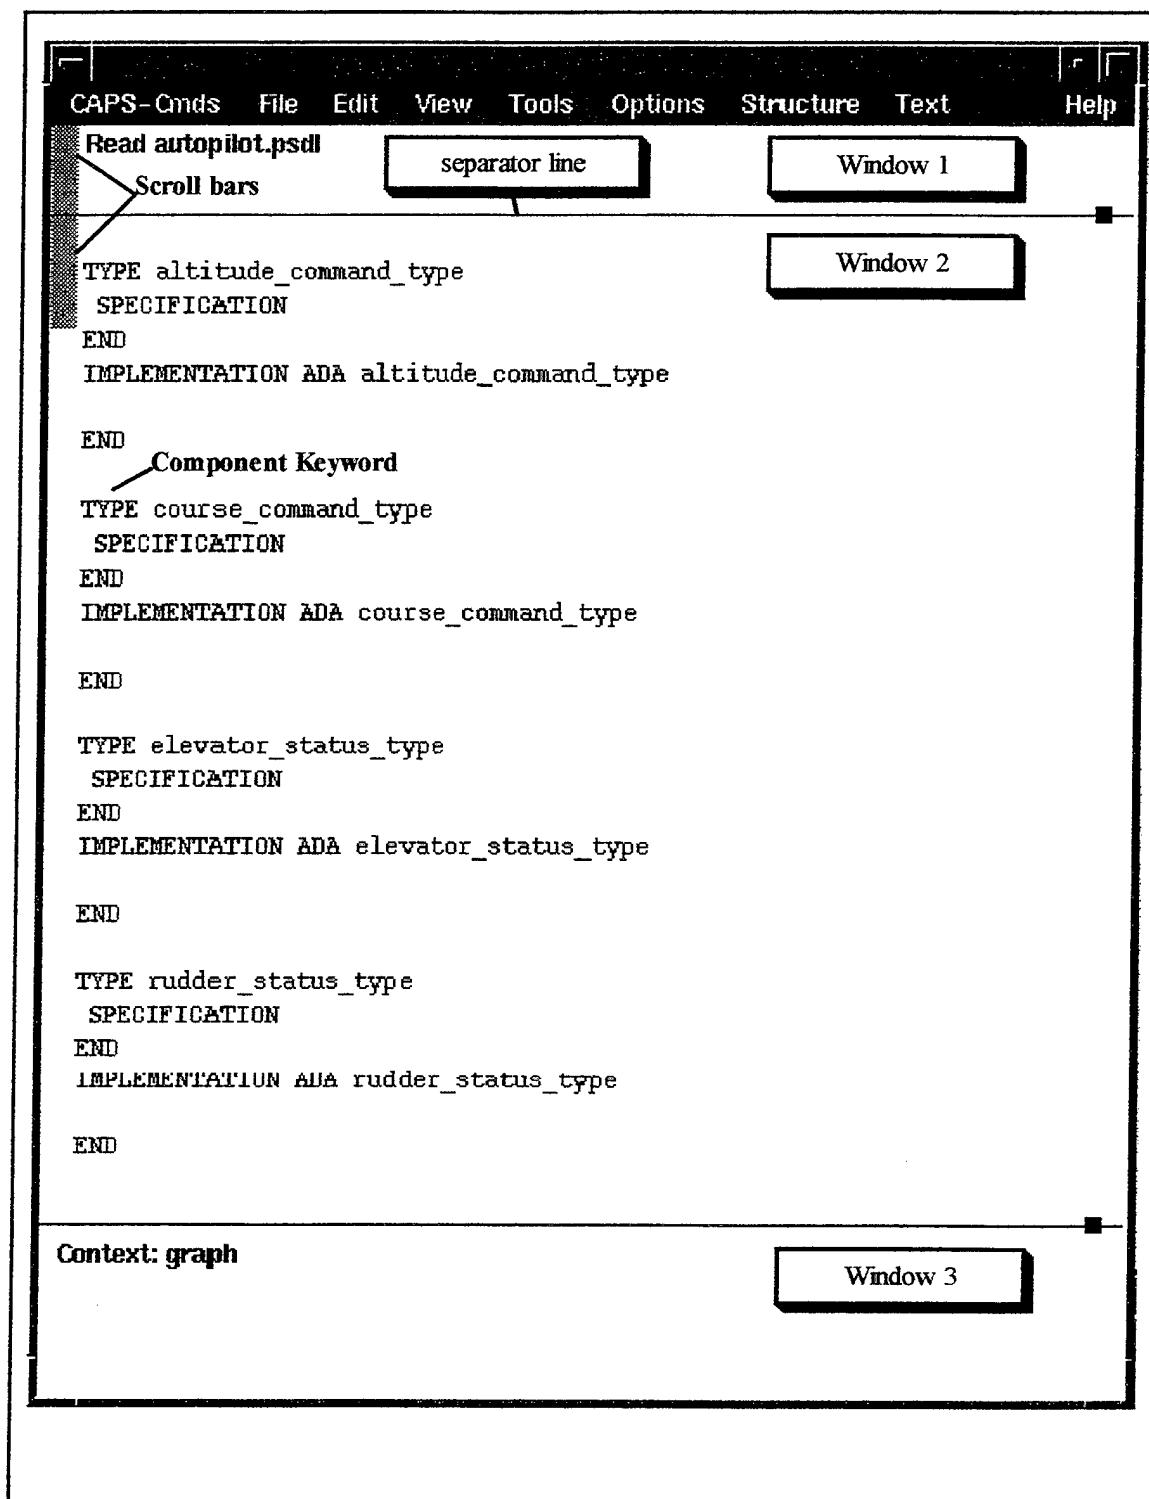 CAPS-Cmds File Edit View Tools Options Structure Text Help
Read autopilot.psdl
separator line
Window 1
Scroll bars
Window 2
TYPE altitude_command_type
SPECIFICATION
END
IMPLEMENTATION ADA altitude_command_type
END
Component Keyword
TYPE course_command_type
SPECIFICATION
END
IMPLEMENTATION ADA course_command_type
END
TYPE elevator_status_type
SPECIFICATION
END
IMPLEMENTATION ADA elevator_status_type
END
TYPE rudder_status_type
SPECIFICATION
END
IMPLEMENTATION ADA rudder_status_type
END
Context: graph
Window 3